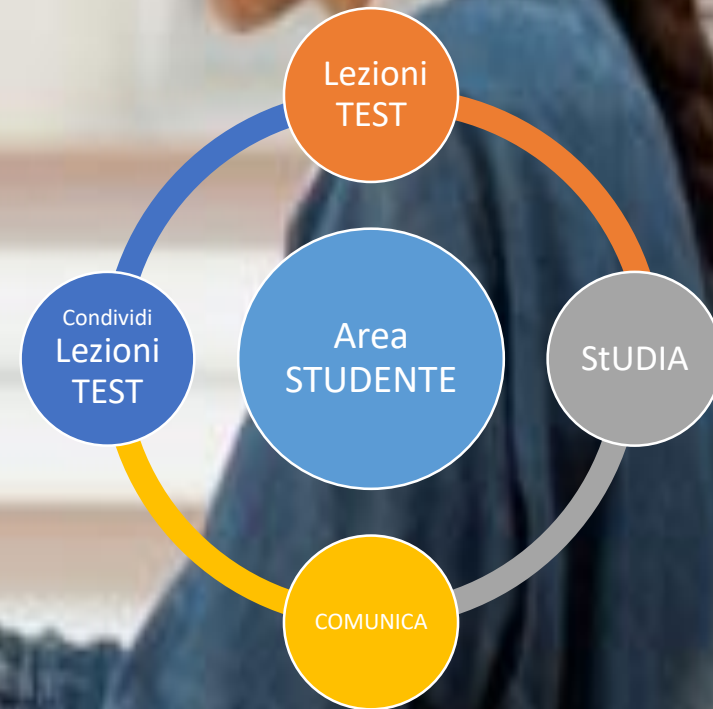 Lezioni
TEST
Condividi
Lezioni
TEST
Area
STUDENTE
StUDIA
COMUNICA